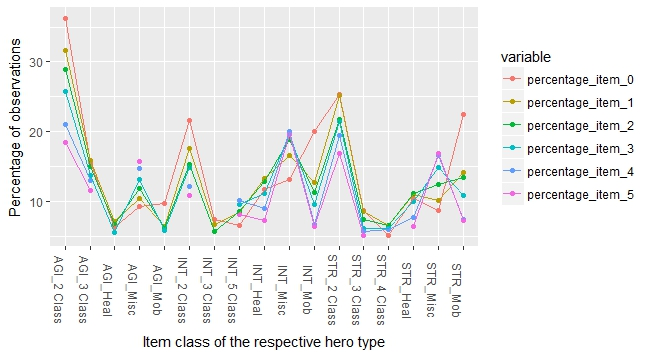 Percentage of observations
30
20
10
AGI_2 Class
AGI_3 Class
AGI_Heal
AGI_Misc
AGI_Mob
INT_2 Class
INT_3 Class
INT_5 Class
INT_Heal
INT_Misc
INT_Mob
STR_2 Class
STR_3 Class
STR_4 Class
STR_Heal
STR_Misc
STR_Mob
Item class of the respective hero type
variable
percentage_item_0
percentage_item_1
percentage_item_2
percentage_item_3
percentage_item_4
percentage_item_5